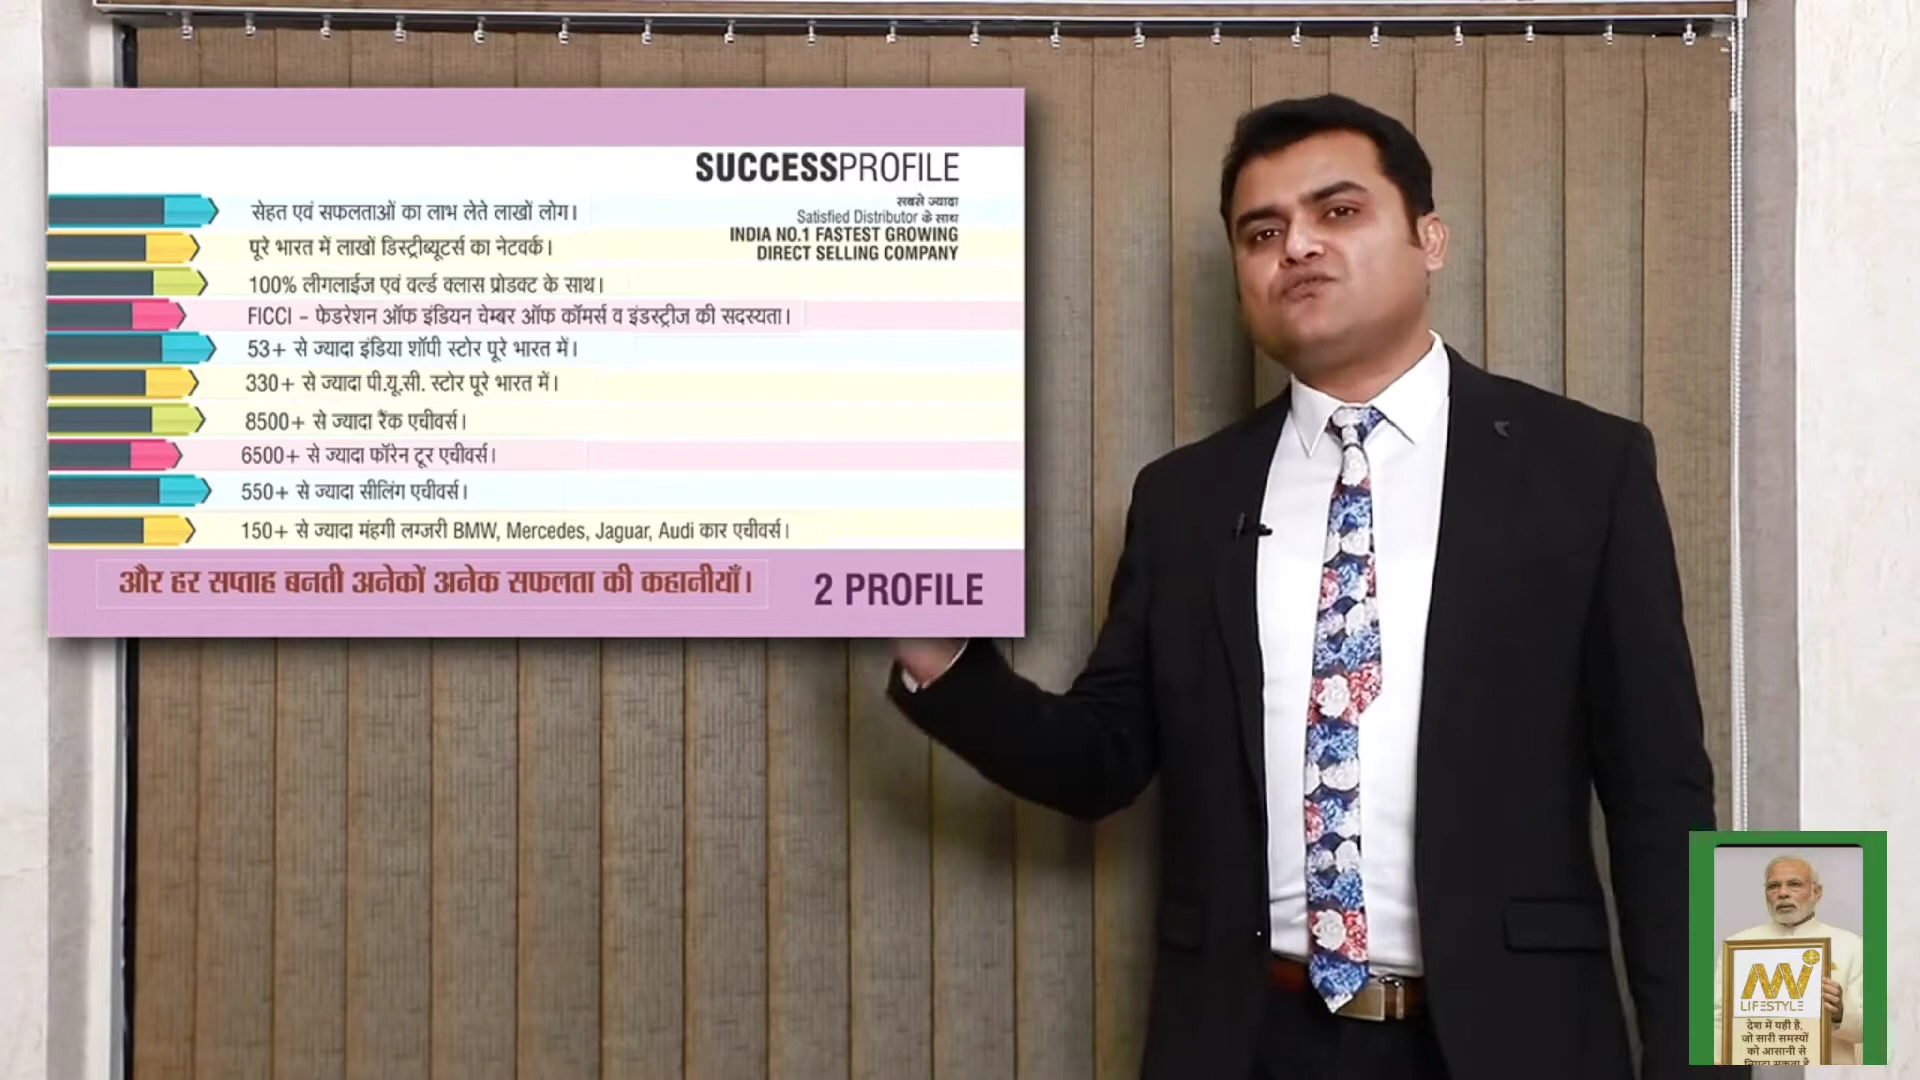 SUCCESSPROFILE
सबसे ज्यादा
Satisfied Distributor के साथ
INDIA NO.1 FASTEST GROWING
DIRECT SELLING COMPANY
सेहत एवं सफलताओं का लाभ लेते लाखों लोग।
पूरे भारत में लाखों डिस्ट्रीब्यूटर्स का नेटवर्क।
100% लीगलाईज एवं वर्ल्ड क्लास प्रोडक्ट के साथ।
FICCI - फेडरेशन ऑफ इंडियन चेम्बर ऑफ कॉमर्स व इंडस्ट्रीज की सदस्यता।
53+ से ज्यादा इंडिया शॉपी स्टोर पूरे भारत में।
330+ से ज्यादा पी.यू.सी. स्टोर पूरे भारत में।
8500+ से ज्यादा रैंक एचीवर्स।
6500+ से ज्यादा फॉरेन टूर एचीवर्स।
550+ से ज्यादा सीलिंग एचीवर्स।
150+ से ज्यादा मंहगी लग्जरी BMW, Mercedes, Jaguar, Audi कार एचीवर्स।
और हर सप्ताह बनती अनेकों अनेक सफलता की कहानीयाँ।
2 PROFILE
LIFESTYLE
देश में यही है,
जो सारी समस्यों
को आसानी से